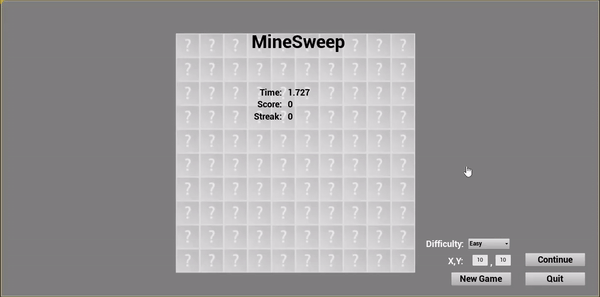 MineSweep
? ? ? ? ? ?
? ? ? ? ? ? ? ? ? ?
? ? ? ? ? ? ?
Time: 1.727
Score: 0
Streak: 0
? ? ? ? ? ? ? ? ? ?
? ? ? ? ? ? ? ? ? ?
? ? ? ? ? ? ? ? ? ?
? ? ? ? ? ? ? ? ? ?
? ? ? ? ? ? ? ? ? ?
? ? ? ? ? ? ? ? ? ?
Difficulty: Easy
X,Y: 10 , 10
Continue
New Game
Quit